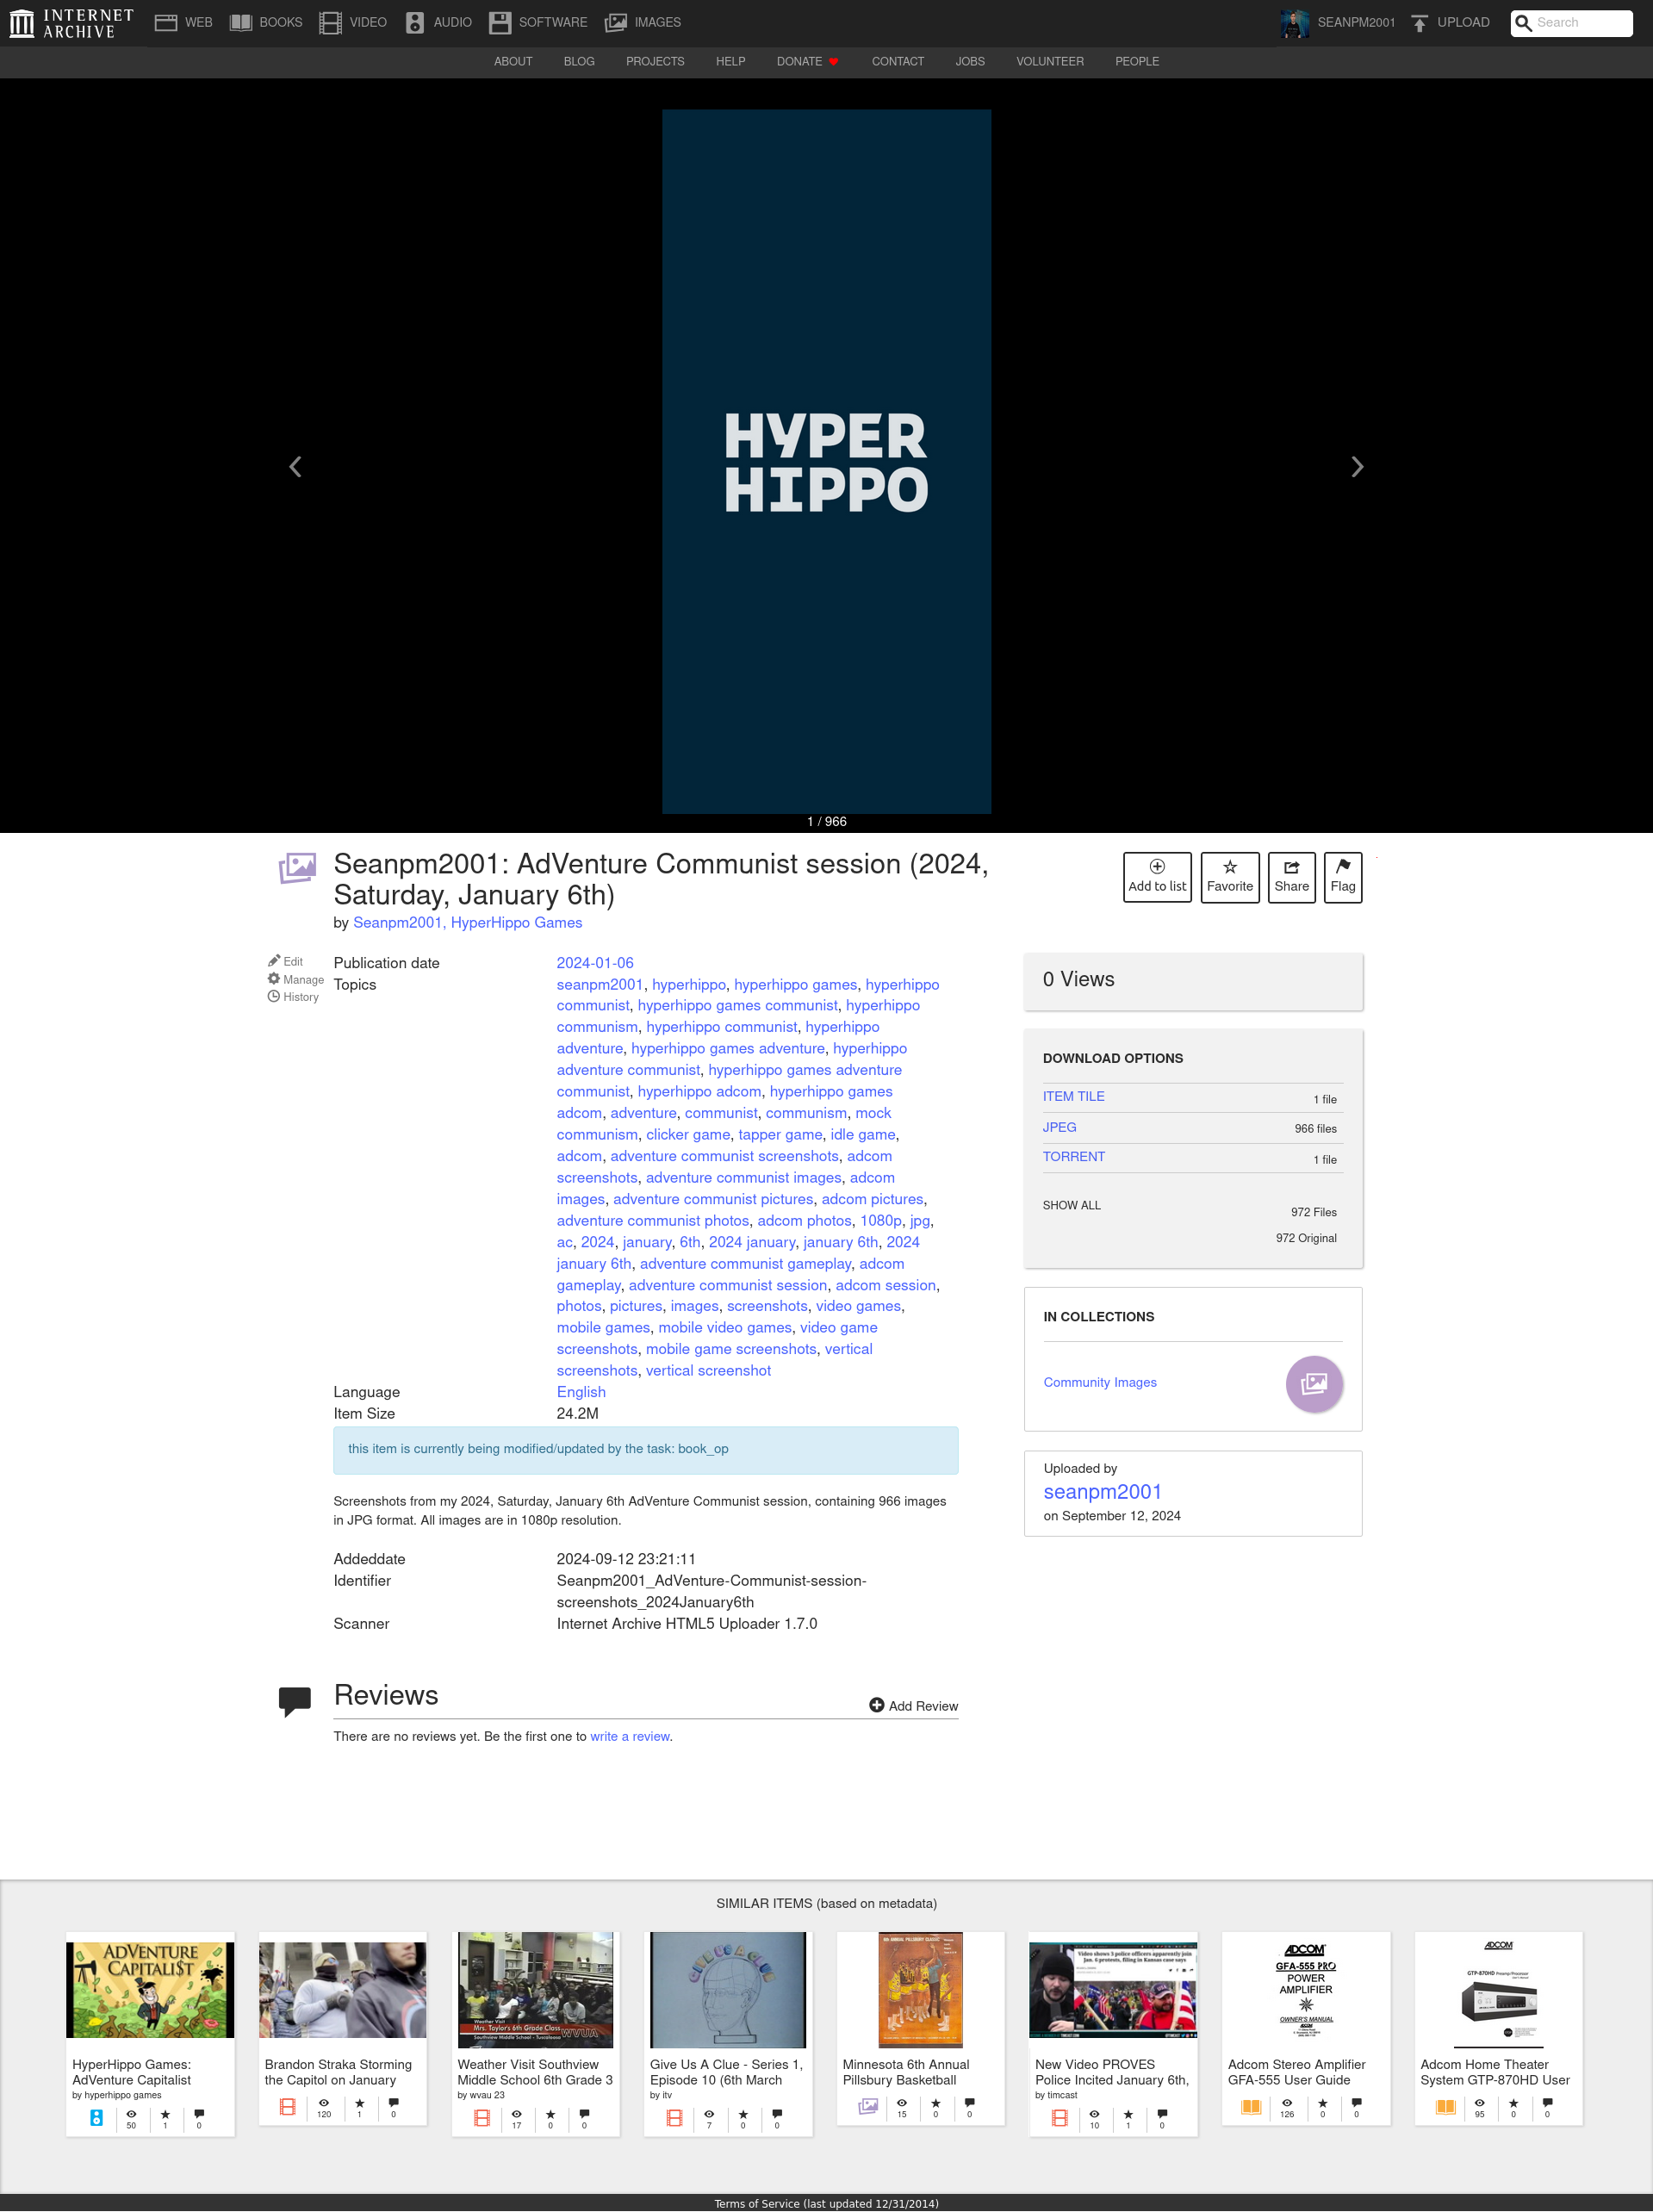 INTERNET ARCHIVE
WEB BOOKS VIDEO AUDIO SOFTWARE IMAGES
SEANPM2001 UPLOAD Search
ABOUT BLOG PROJECTS HELP DONATE CONTACT JOBS VOLUNTEER PEOPLE
HYPER
HIPPO
1 / 966
Seanpm2001: AdVenture Communist session (2024,
Saturday, January 6th)
by Seanpm2001, HyperHippo Games
Add to list Favorite Share Flag
Edit
Manage
History
Publication date 2024-01-06
Topics seanpm2001, hyperhippo, hyperhippo games, hyperhippo
communist, hyperhippo games communist, hyperhippo
communism, hyperhippo communist, hyperhippo
adventure, hyperhippo games adventure, hyperhippo
adventure communist, hyperhippo games adventure
communist, hyperhippo adcom, hyperhippo games
adcom, adventure, communist, communism, mock
communism, clicker game, tapper game, idle game,
adcom, adventure communist screenshots, adcom
screenshots, adventure communist images, adcom
images, adventure communist pictures, adcom pictures,
adventure communist photos, adcom photos, 1080p, jpg,
ac, 2024, january, 6th, 2024 january, january 6th, 2024
january 6th, adventure communist gameplay, adcom
gameplay, adventure communist session, adcom session,
photos, pictures, images, screenshots, video games,
mobile games, mobile video games, video game
screenshots, mobile game screenshots, vertical
screenshots, vertical screenshot
Language English
Item Size 24.2M
this item is currently being modified/updated by the task: book_op
Screenshots from my 2024, Saturday, January 6th AdVenture Communist session, containing 966 images
in JPG format. All images are in 1080p resolution.
Addeddate 2024-09-12 23:21:11
Identifier Seanpm2001_AdVenture-Communist-session-
screenshots_2024January6th
Scanner Internet Archive HTML5 Uploader 1.7.0
0 Views
DOWNLOAD OPTIONS
ITEM TILE 1 file
JPEG 966 files
TORRENT 1 file
SHOW ALL 972 Files
972 Original
IN COLLECTIONS
Community Images
Uploaded by
seanpm2001
on September 12, 2024
Reviews
Add Review
There are no reviews yet. Be the first one to write a review.
SIMILAR ITEMS (based on metadata)
ADVENTURE
CAPITALI$T
HyperHippo Games:
AdVenture Capitalist
by hyperhippo games
50 1 0
Brandon Straka Storming
the Capitol on January
120 1 0
Weather Visit
Mrs. Taylors 6th Grade Class
Southview Middle School - Tuscaloosa
WVUA
Weather Visit Southview
Middle School 6th Grade 3
by wvau 23
17 0 0
GIVE US A CLUE
Give Us A Clue - Series 1,
Episode 10 (6th March
by itv
7 0 0
Minnesota 6th Annual
Pillsbury Basketball
15 0 0
Video shows 3 police officers apparently join
Jan. 6 protests, filing in Kansas case says
New Video PROVES
Police Incited January 6th,
by timcast
10 1 0
ADCOM
GFA-555 PRO
POWER
AMPLIFIER
OWNER'S MANUAL
Adcom Stereo Amplifier
GFA-555 User Guide
126 0 0
ADCOM
GTP-870HD
Adcom Home Theater
System GTP-870HD User
95 0 0
Terms of Service (last updated 12/31/2014)